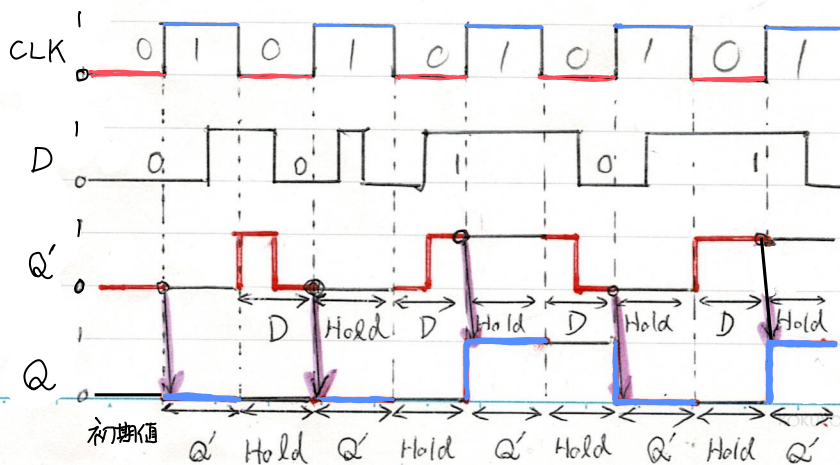 1
CLK 0 1 0 1 0 1 0 1 0 1
0
1
D 0 0 1 0 1
0
1
Q'
0
D Hold D Hold D Hold D Hold
1
Q
0
初期値 Q' Hold Q' Hold Q' Hold Q' Hold Q'